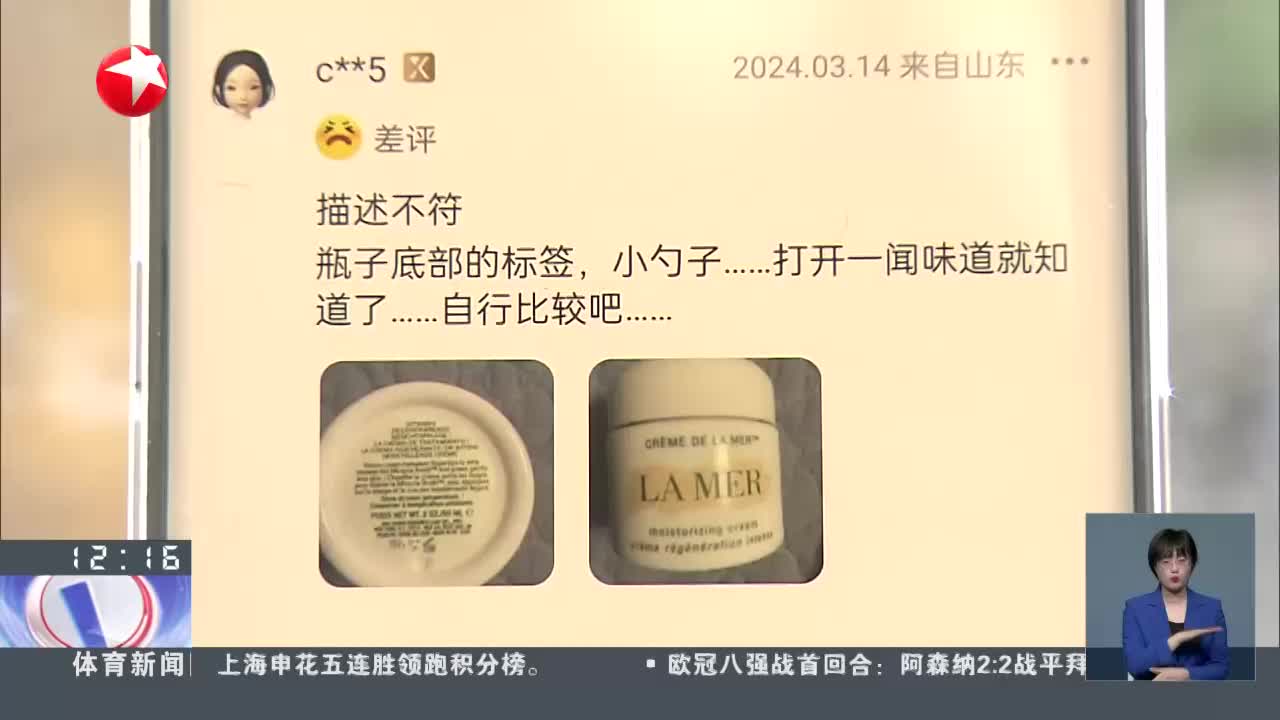 c**5
2024.03.14 来自山东
差评
描述不符
瓶子底部的标签，小勺子……打开一闻味道就知
道了……自行比较吧……
CRÈME DE LA MER™
LA MER
moisturizing cream
crème régénération intense
12:16
体育新闻 上海申花五连胜领跑积分榜。 ▪ 欧冠八强战首回合：阿森纳2:2战平拜